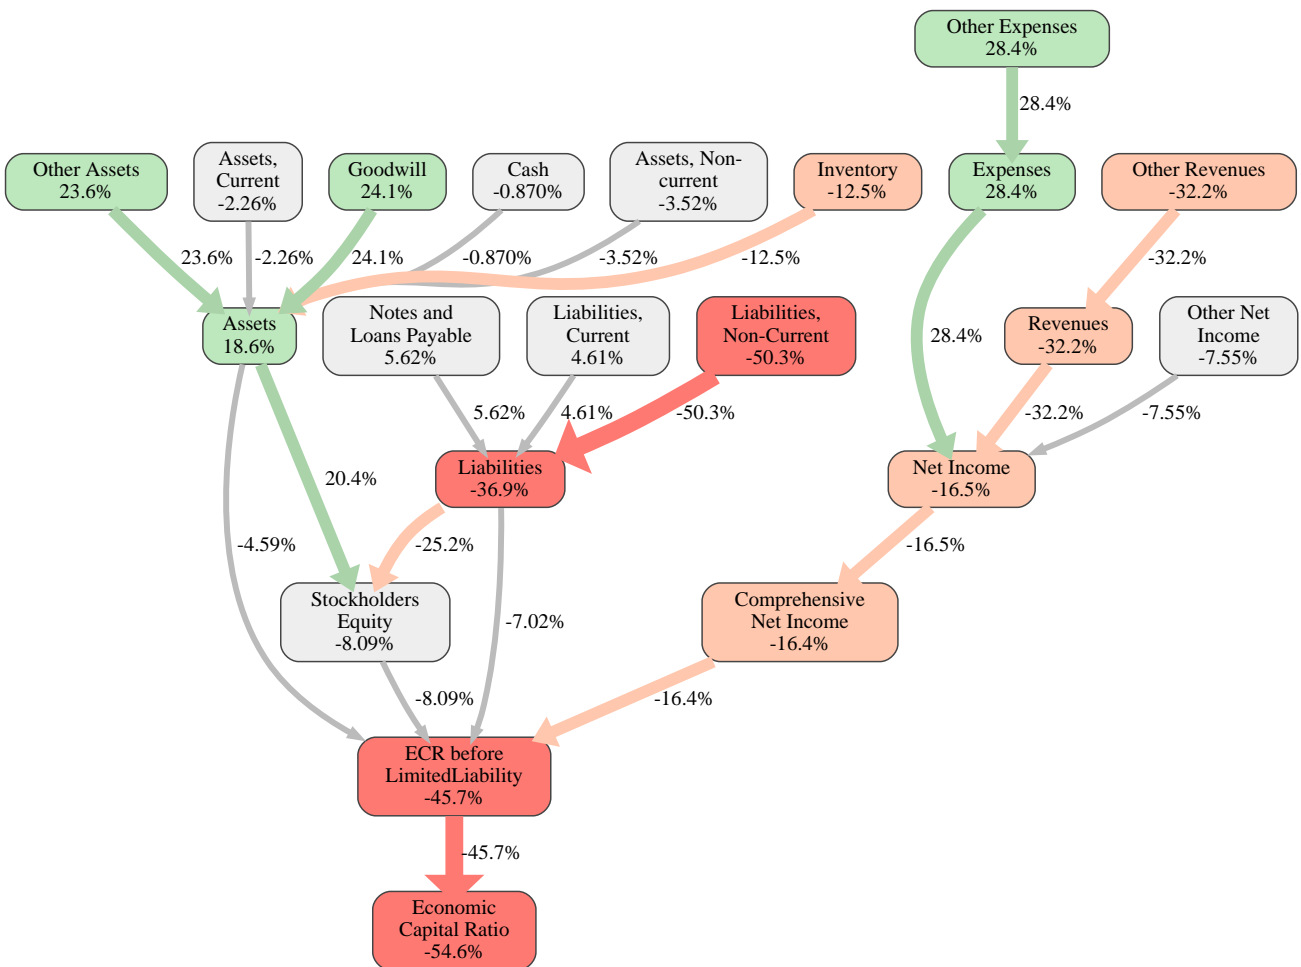 Other Expenses
28.4%
28.4%
Other Assets
23.6%
Assets,
Current
-2.26%
Goodwill
24.1%
Cash
-0.870%
Assets, Non-
current
-3.52%
Inventory
-12.5%
Expenses
28.4%
Other Revenues
-32.2%
23.6%
-2.26%
24.1%
-0.870%
-3.52%
-12.5%
-32.2%
Assets
18.6%
Notes and
Loans Payable
5.62%
Liabilities,
Current
4.61%
Liabilities,
Non-Current
-50.3%
28.4%
Revenues
-32.2%
Other Net
Income
-7.55%
5.62%
4.61%
-50.3%
-32.2%
-7.55%
20.4%
Liabilities
-36.9%
Net Income
-16.5%
-4.59%
-25.2%
-16.5%
Stockholders
Equity
-8.09%
-7.02%
Comprehensive
Net Income
-16.4%
-8.09%
-16.4%
ECR before
LimitedLiability
-45.7%
-45.7%
Economic
Capital Ratio
-54.6%